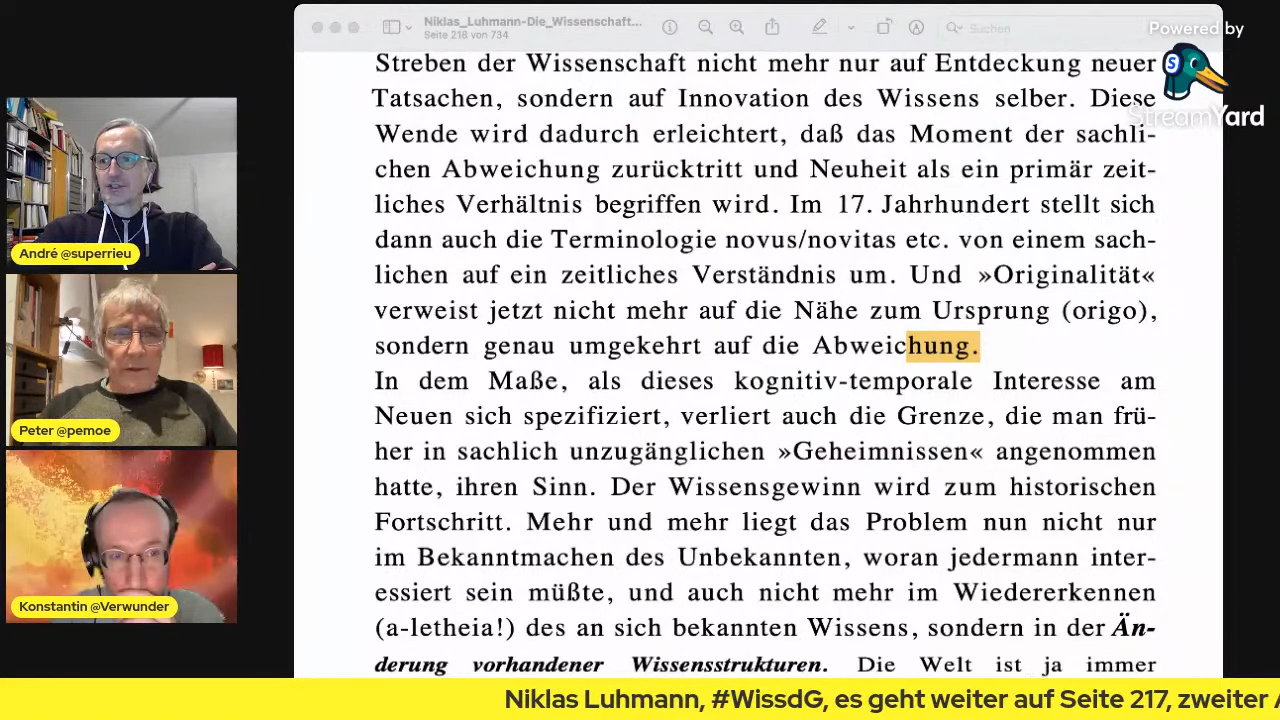 Niklas_Luhmann-Die_Wissenschaft...
Seite 218 von 734
Suchen
Powered by
StreamYard
Streben der Wissenschaft nicht mehr nur auf Entdeckung neuer
Tatsachen, sondern auf Innovation des Wissens selber. Diese
Wende wird dadurch erleichtert, daß das Moment der sachli-
chen Abweichung zurücktritt und Neuheit als ein primär zeit-
liches Verhältnis begriffen wird. Im 17. Jahrhundert stellt sich
dann auch die Terminologie novus/novitas etc. von einem sach-
lichen auf ein zeitliches Verständnis um. Und »Originalität«
verweist jetzt nicht mehr auf die Nähe zum Ursprung (origo),
sondern genau umgekehrt auf die Abweichung.
In dem Maße, als dieses kognitiv-temporale Interesse am
Neuen sich spezifiziert, verliert auch die Grenze, die man frü-
her in sachlich unzugänglichen »Geheimnissen« angenommen
hatte, ihren Sinn. Der Wissensgewinn wird zum historischen
Fortschritt. Mehr und mehr liegt das Problem nun nicht nur
im Bekanntmachen des Unbekannten, woran jedermann inter-
essiert sein müßte, und auch nicht mehr im Wiedererkennen
(a-letheia!) des an sich bekannten Wissens, sondern in der Än-
derung vorhandener Wissensstrukturen. Die Welt ist ja immer
André @superrieu
Peter @pemoe
Konstantin @Verwunder
Niklas Luhmann, #WissdG, es geht weiter auf Seite 217, zweiter A